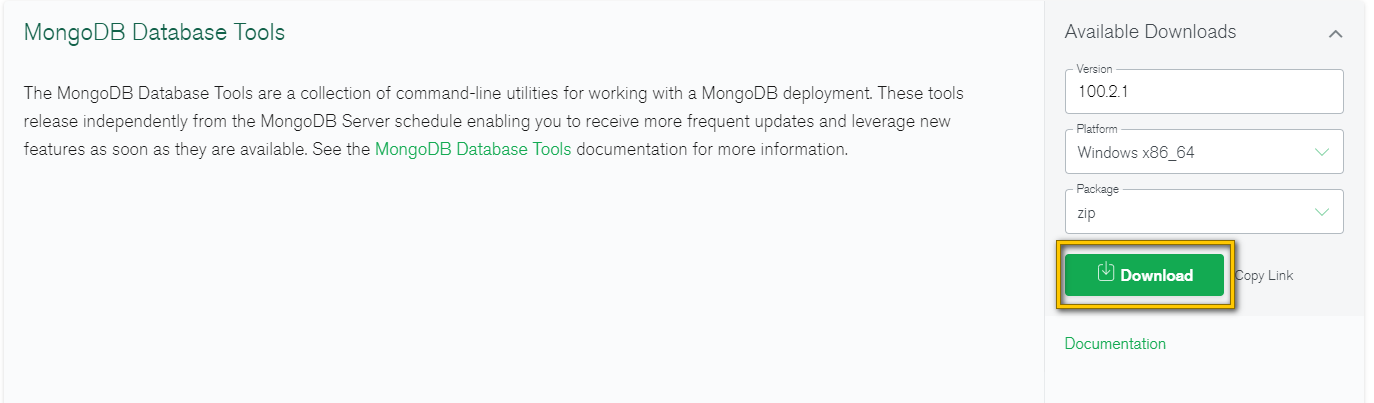 MongoDB Database Tools
The MongoDB Database Tools are a collection of command-line utilities for working with a MongoDB deployment. These tools
release independently from the MongoDB Server schedule enabling you to receive more frequent updates and leverage new
features as soon as they are available. See the MongoDB Database Tools documentation for more information.
Available Downloads
Version
100.2.1
Platform
Windows x86_64
Package
zip
Download
Copy Link
Documentation